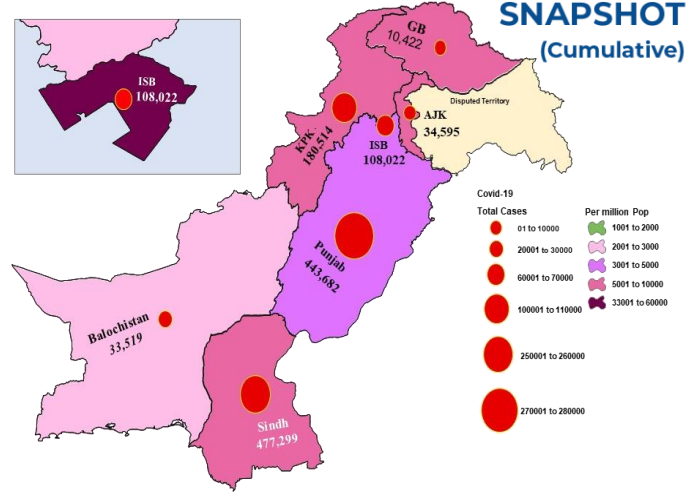 SNAPSHOT
(Cumulative)
ISB
108,022
GB
10,422
Disputed Territory
AJK
34,595
KPK
180,514
ISB
108,022
Punjab
443,682
Balochistan
33,519
Sindh
477,299
Covid-19
Total Cases
01 to 10000
20001 to 30000
60001 to 70000
100001 to 110000
250001 to 260000
270001 to 280000
Per million Pop
1001 to 2000
2001 to 3000
3001 to 5000
5001 to 10000
33001 to 60000